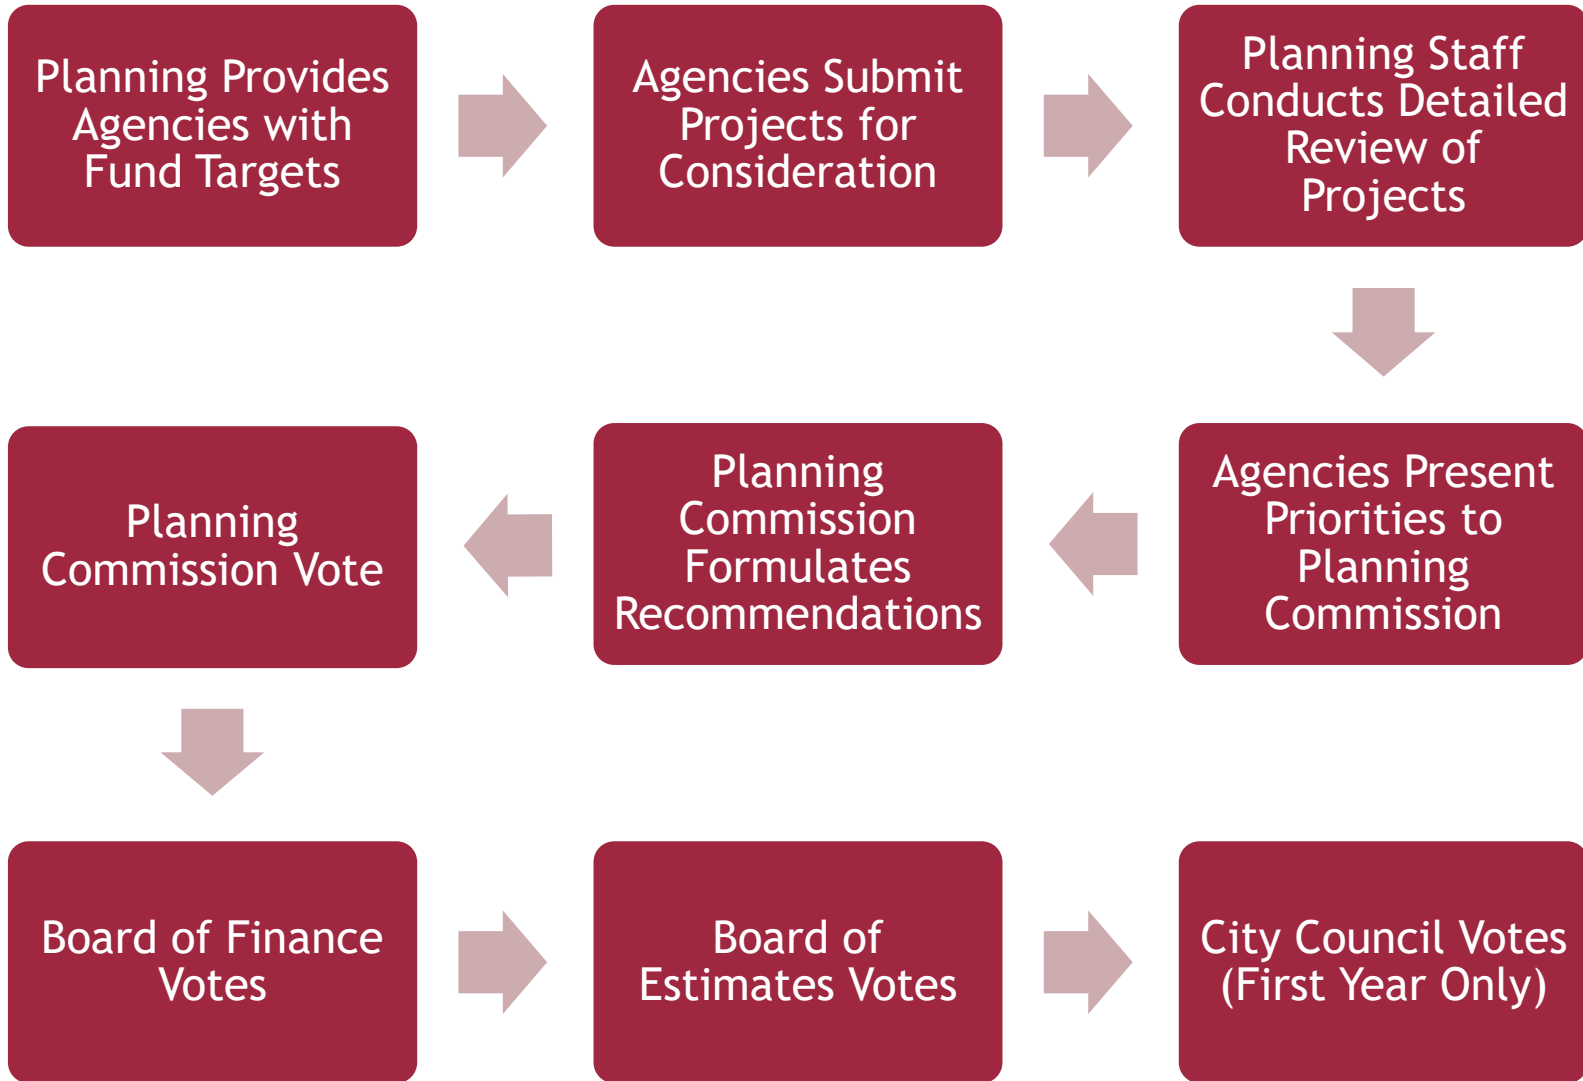 Planning Provides
Agencies with
Fund Targets
Agencies Submit
Projects for
Consideration
Planning Staff
Conducts Detailed
Review of
Projects
Agencies Present
Priorities to
Planning
Commission
Planning
Commission
Formulates
Recommendations
Planning
Commission Vote
Board of Finance
Votes
Board of
Estimates Votes
City Council Votes
(First Year Only)